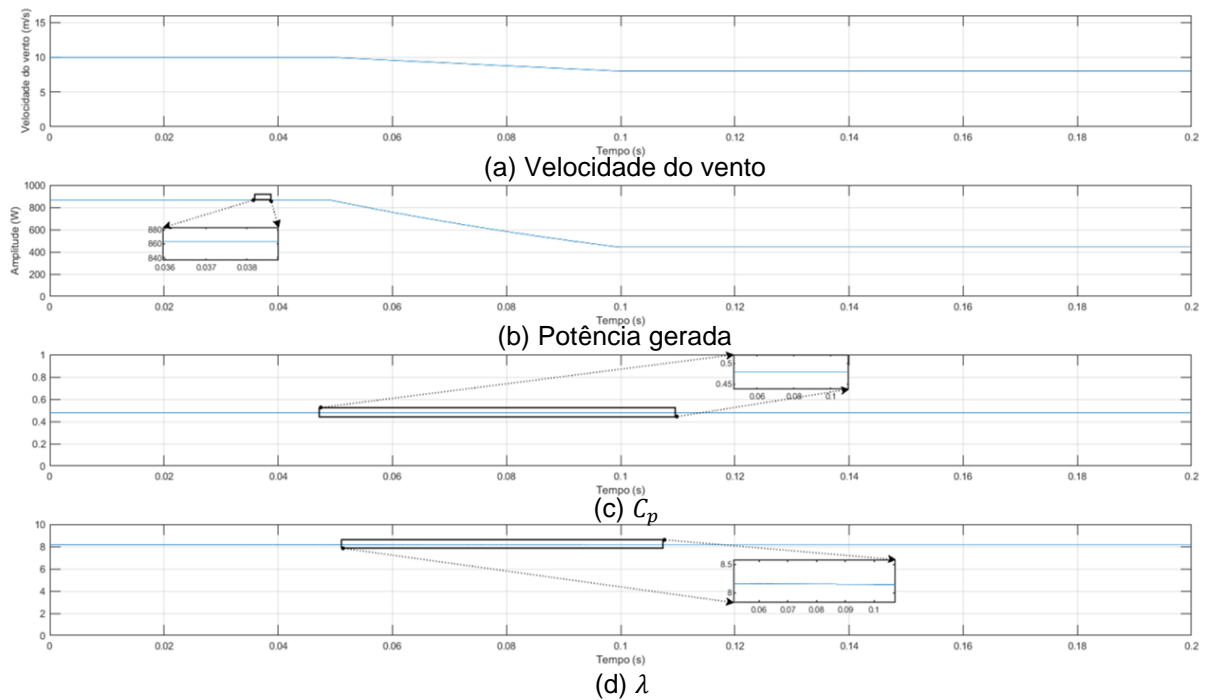 Velocidade do vento (m/s)
15
10
5
0
0 0.02 0.04 0.06 0.08 0.1 0.12 0.14 0.16 0.18 0.2
Tempo (s)
(a) Velocidade do vento
Amplitude (W)
1000
800
600
400
200
0
880
860
840
0.036 0.037 0.038
0 0.02 0.04 0.06 0.08 0.1 0.12 0.14 0.16 0.18 0.2
Tempo (s)
(b) Potência gerada
1
0.8
0.6
0.4
0.2
0
0.5
0.45
0.06 0.08 0.1
0 0.02 0.04 0.06 0.08 0.1 0.12 0.14 0.16 0.18 0.2
Tempo (s)
(c) Cₚ
10
8
6
4
2
0
8.5
8
0.06 0.07 0.08 0.09 0.1
0 0.02 0.04 0.06 0.08 0.1 0.12 0.14 0.16 0.18 0.2
Tempo (s)
(d) λ